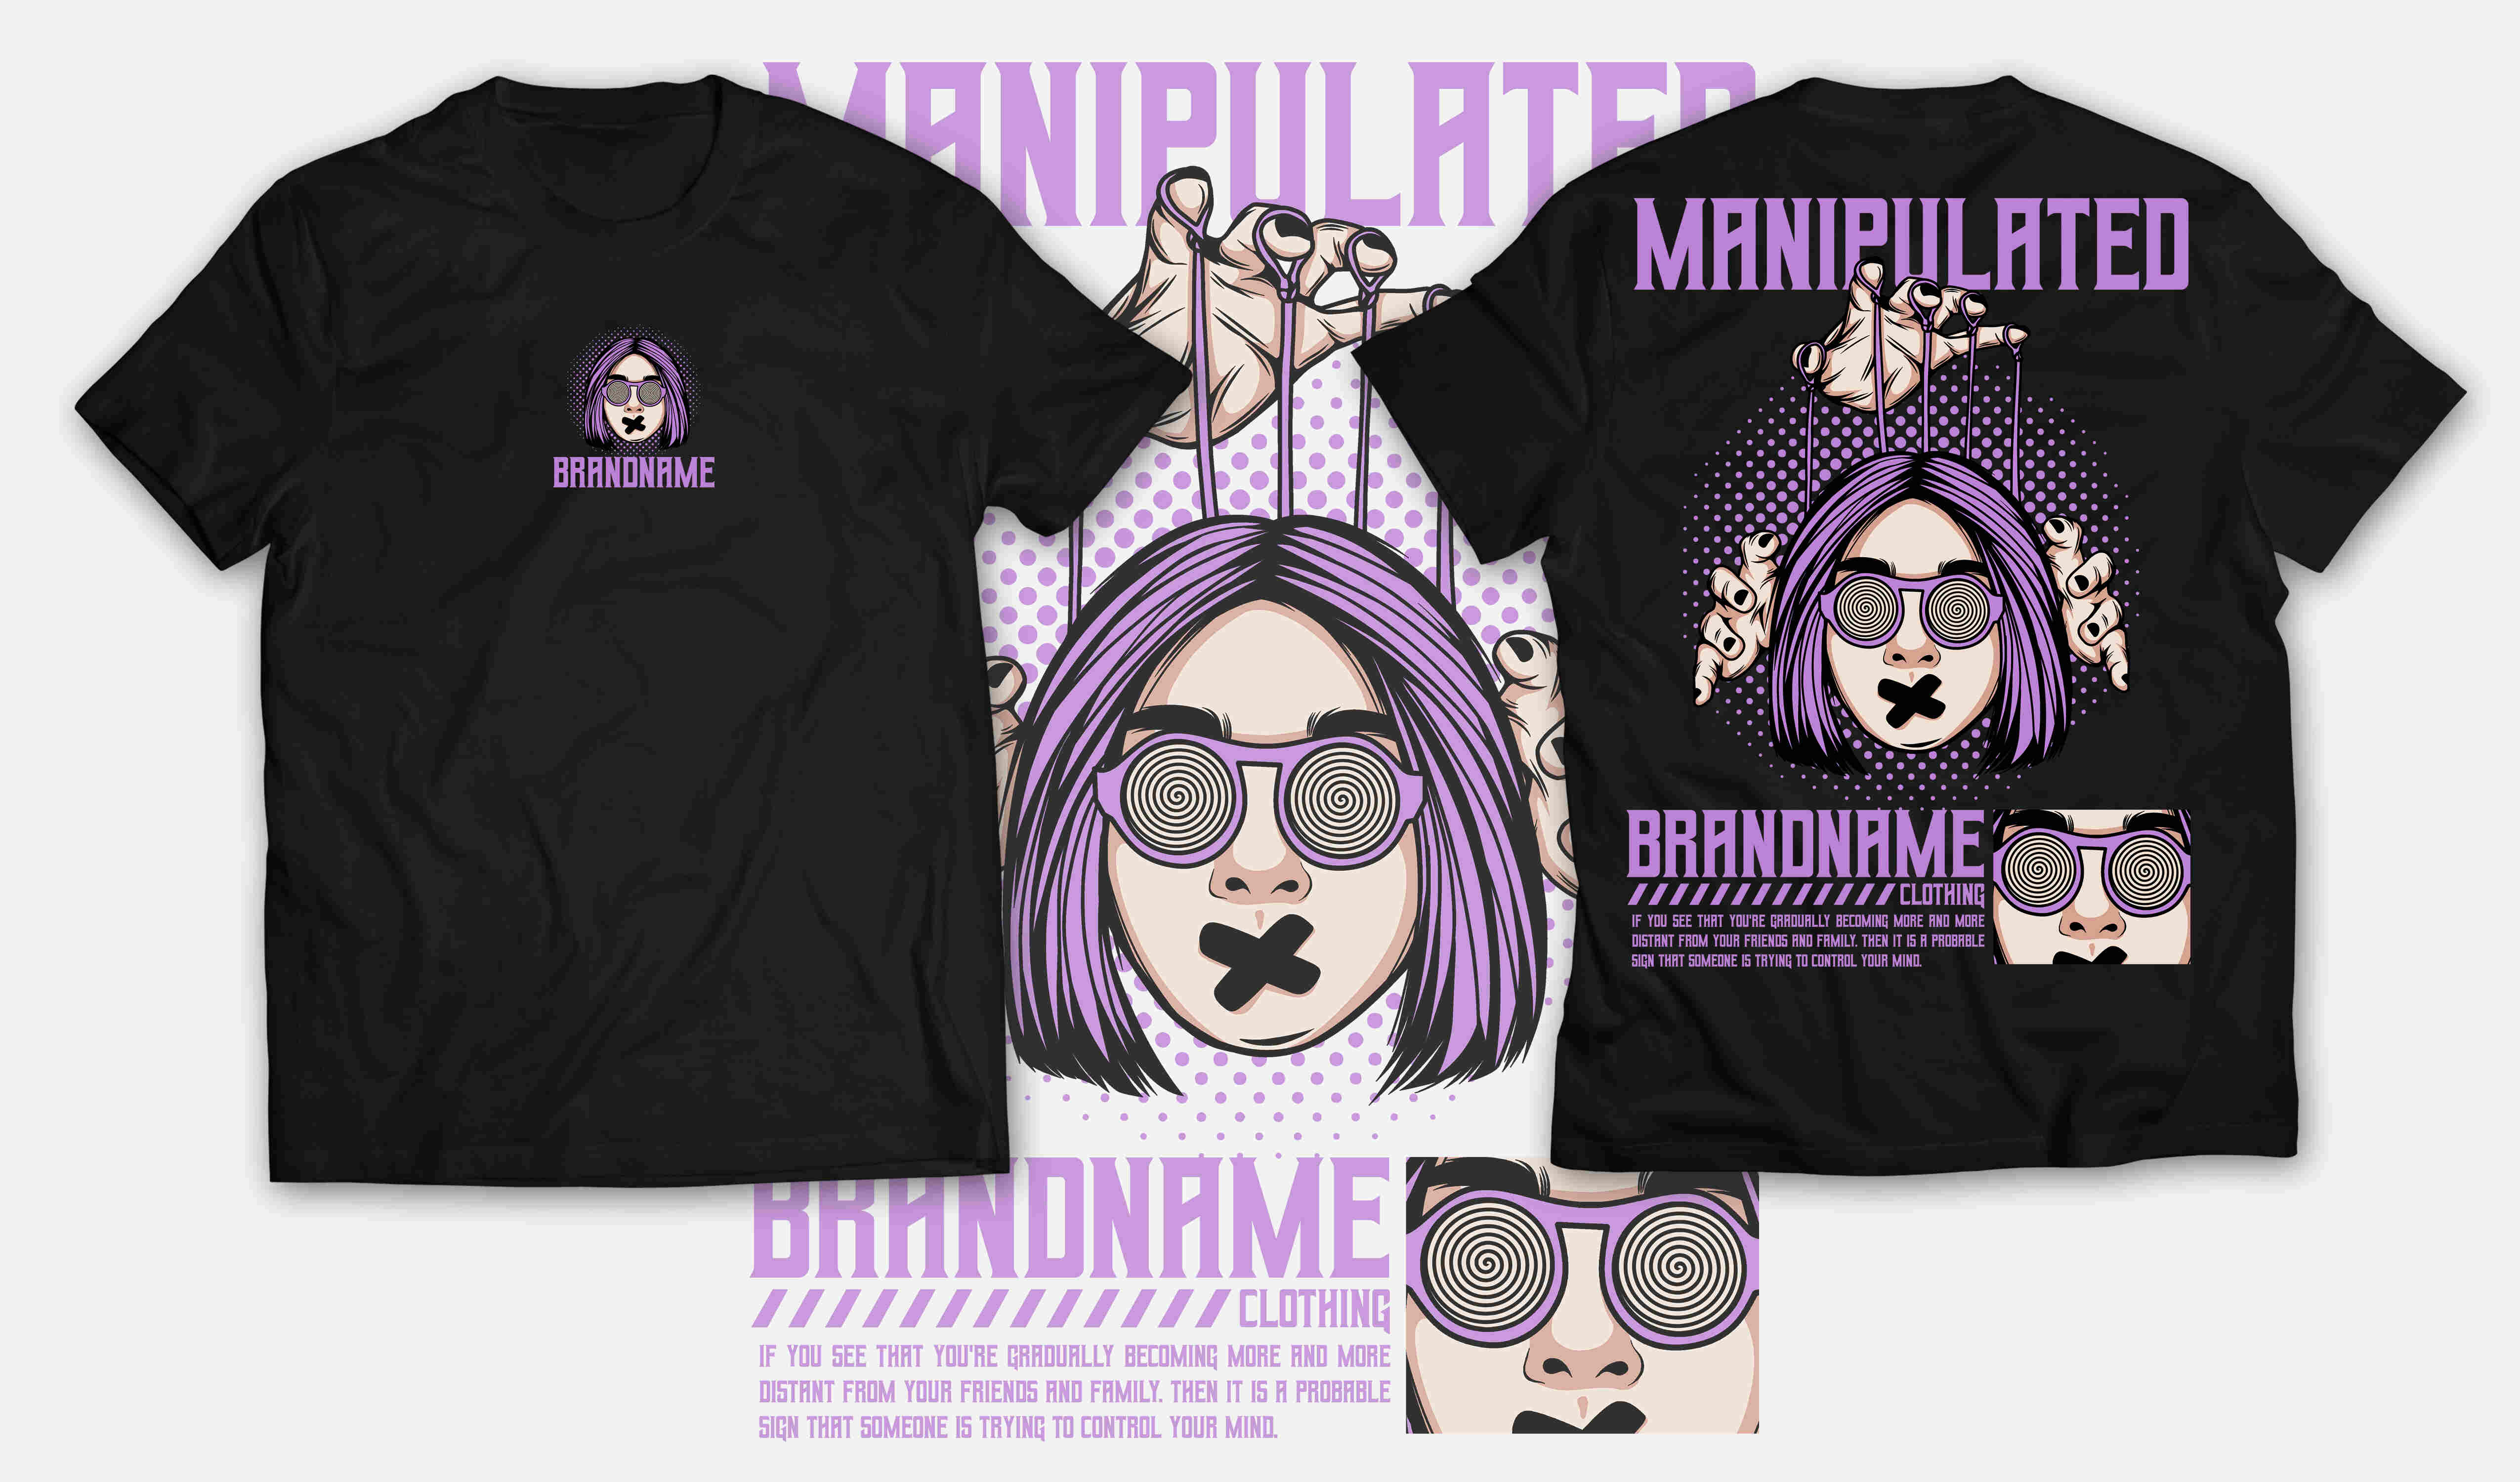 MANIPULATED
BRANDNAME
MANIPULATED
BRANDNAME
CLOTHING
IF YOU SEE THAT YOU'RE GRADUALLY BECOMING MORE AND MORE
DISTANT FROM YOUR FRIENDS AND FAMILY. THEN IT IS A PROBABLE
SIGN THAT SOMEONE IS TRYING TO CONTROL YOUR MIND.
BRANDNAME
CLOTHING
IF YOU SEE THAT YOU'RE GRADUALLY BECOMING MORE AND MORE
DISTANT FROM YOUR FRIENDS AND FAMILY. THEN IT IS A PROBABLE
SIGN THAT SOMEONE IS TRYING TO CONTROL YOUR MIND.